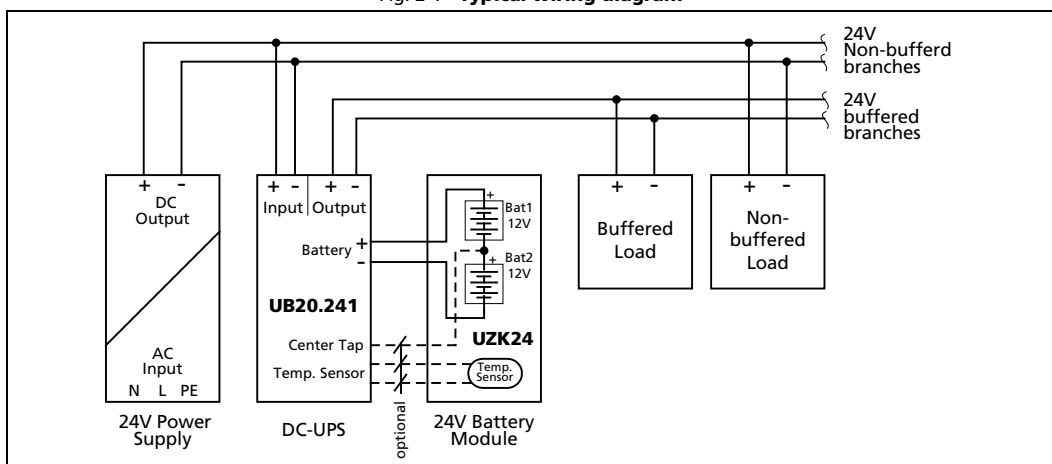 Typical wiring diagram
24V
Non-bufferd
branches
24V
buffered
branches
+ -
DC
Output
AC
Input
N L PE
24V Power
Supply
+ - + -
Input Output
Battery +
-
UB20.241
Center Tap
Temp. Sensor
DC-UPS
optional
+
Bat1
12V
+
Bat2
12V
UZK24
Temp.
Sensor
24V Battery
Module
+ -
Buffered
Load
+ -
Non-
buffered
Load